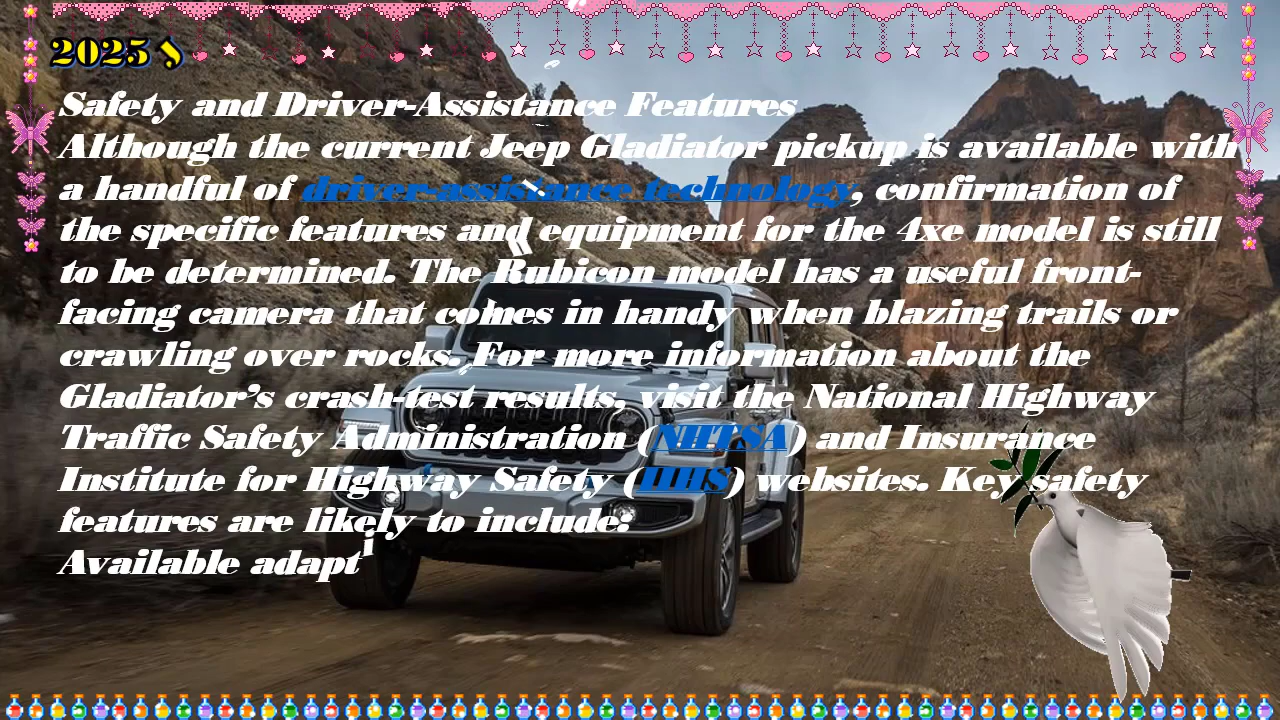 2025
Safety and Driver-Assistance Features
Although the current Jeep Gladiator pickup is available with
a handful of driver-assistance technology, confirmation of
the specific features and equipment for the 4xe model is still
to be determined. The Rubicon model has a useful front-
facing camera that comes in handy when blazing trails or
crawling over rocks. For more information about the
Gladiator’s crash-test results, visit the National Highway
Traffic Safety Administration (NHTSA) and Insurance
Institute for Highway Safety (IIHS) websites. Key safety
features are likely to include:
Available adapti